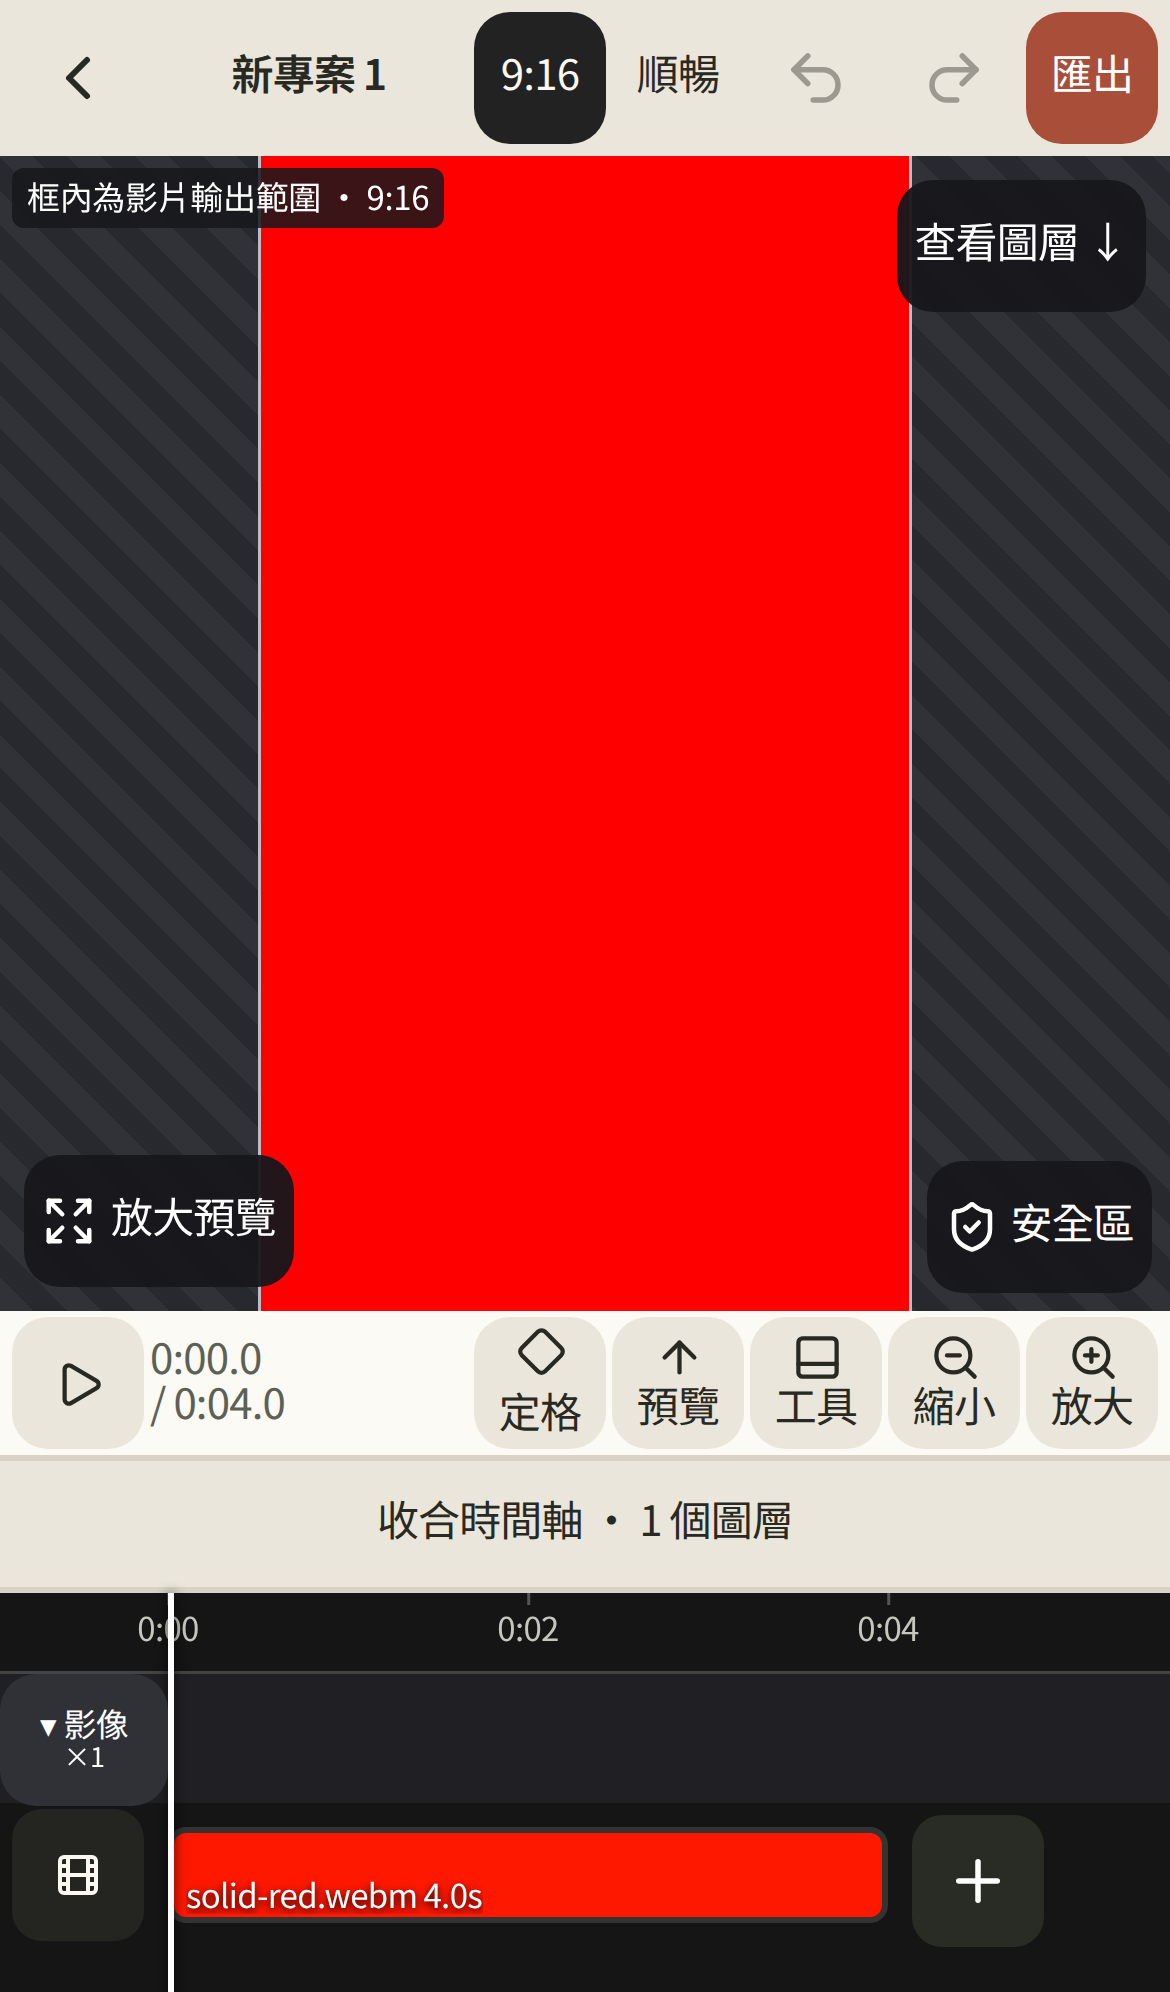 新專案 1
9:16
順暢
匯出
框內為影片輸出範圍 · 9:16
查看圖層 ↓
放大預覽
安全區
0:00.0
/ 0:04.0
定格
預覽
工具
縮小
放大
收合時間軸 · 1 個圖層
0:00
0:02
0:04
▼影像
×1
solid-red.webm 4.0s